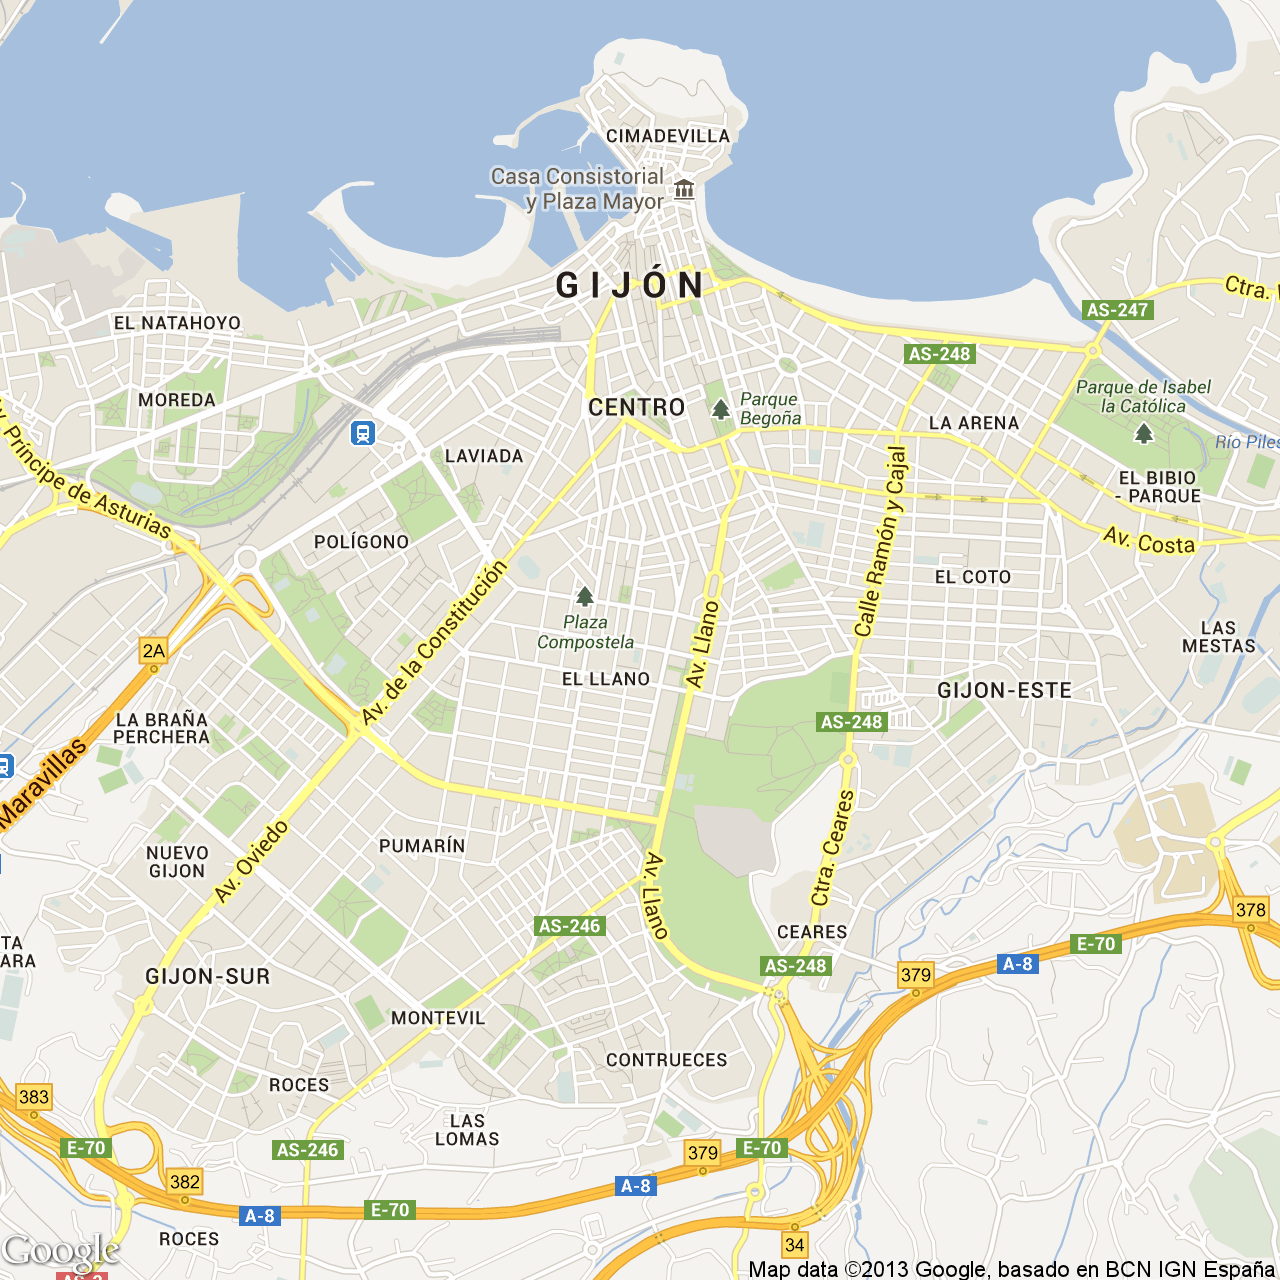 CIMADEVILLA
Casa Consistorial
y Plaza Mayor
GIJÓN
Ctra.
AS-247
EL NATAHOYO
AS-248
Parque de Isabel
la Católica
MOREDA
CENTRO
Parque
Begoña
LA ARENA
Río Piles
LAVIADA
Av. Príncipe de Asturias
EL BIBIO
- PARQUE
Calle Ramón y Cajal
POLÍGONO
Av. Costa
EL COTO
Plaza
Compostela
Av. de la Constitución
Av. Llano
LAS
MESTAS
2A
EL LLANO
GIJON-ESTE
LA BRAÑA
PERCHERA
AS-248
Maravillas
PUMARÍN
NUEVO
GIJON
Av. Oviedo
Ctra. Ceares
Av. Llano
378
AS-246
CEARES
E-70
TA
ARA
GIJON-SUR
AS-248
A-8
379
MONTEVIL
CONTRUECES
ROCES
383
LAS
LOMAS
E-70
AS-246
E-70
379
382
A-8
E-70
A-8
ROCES
34
Google
AS-2
Map data ©2013 Google, basado en BCN IGN España